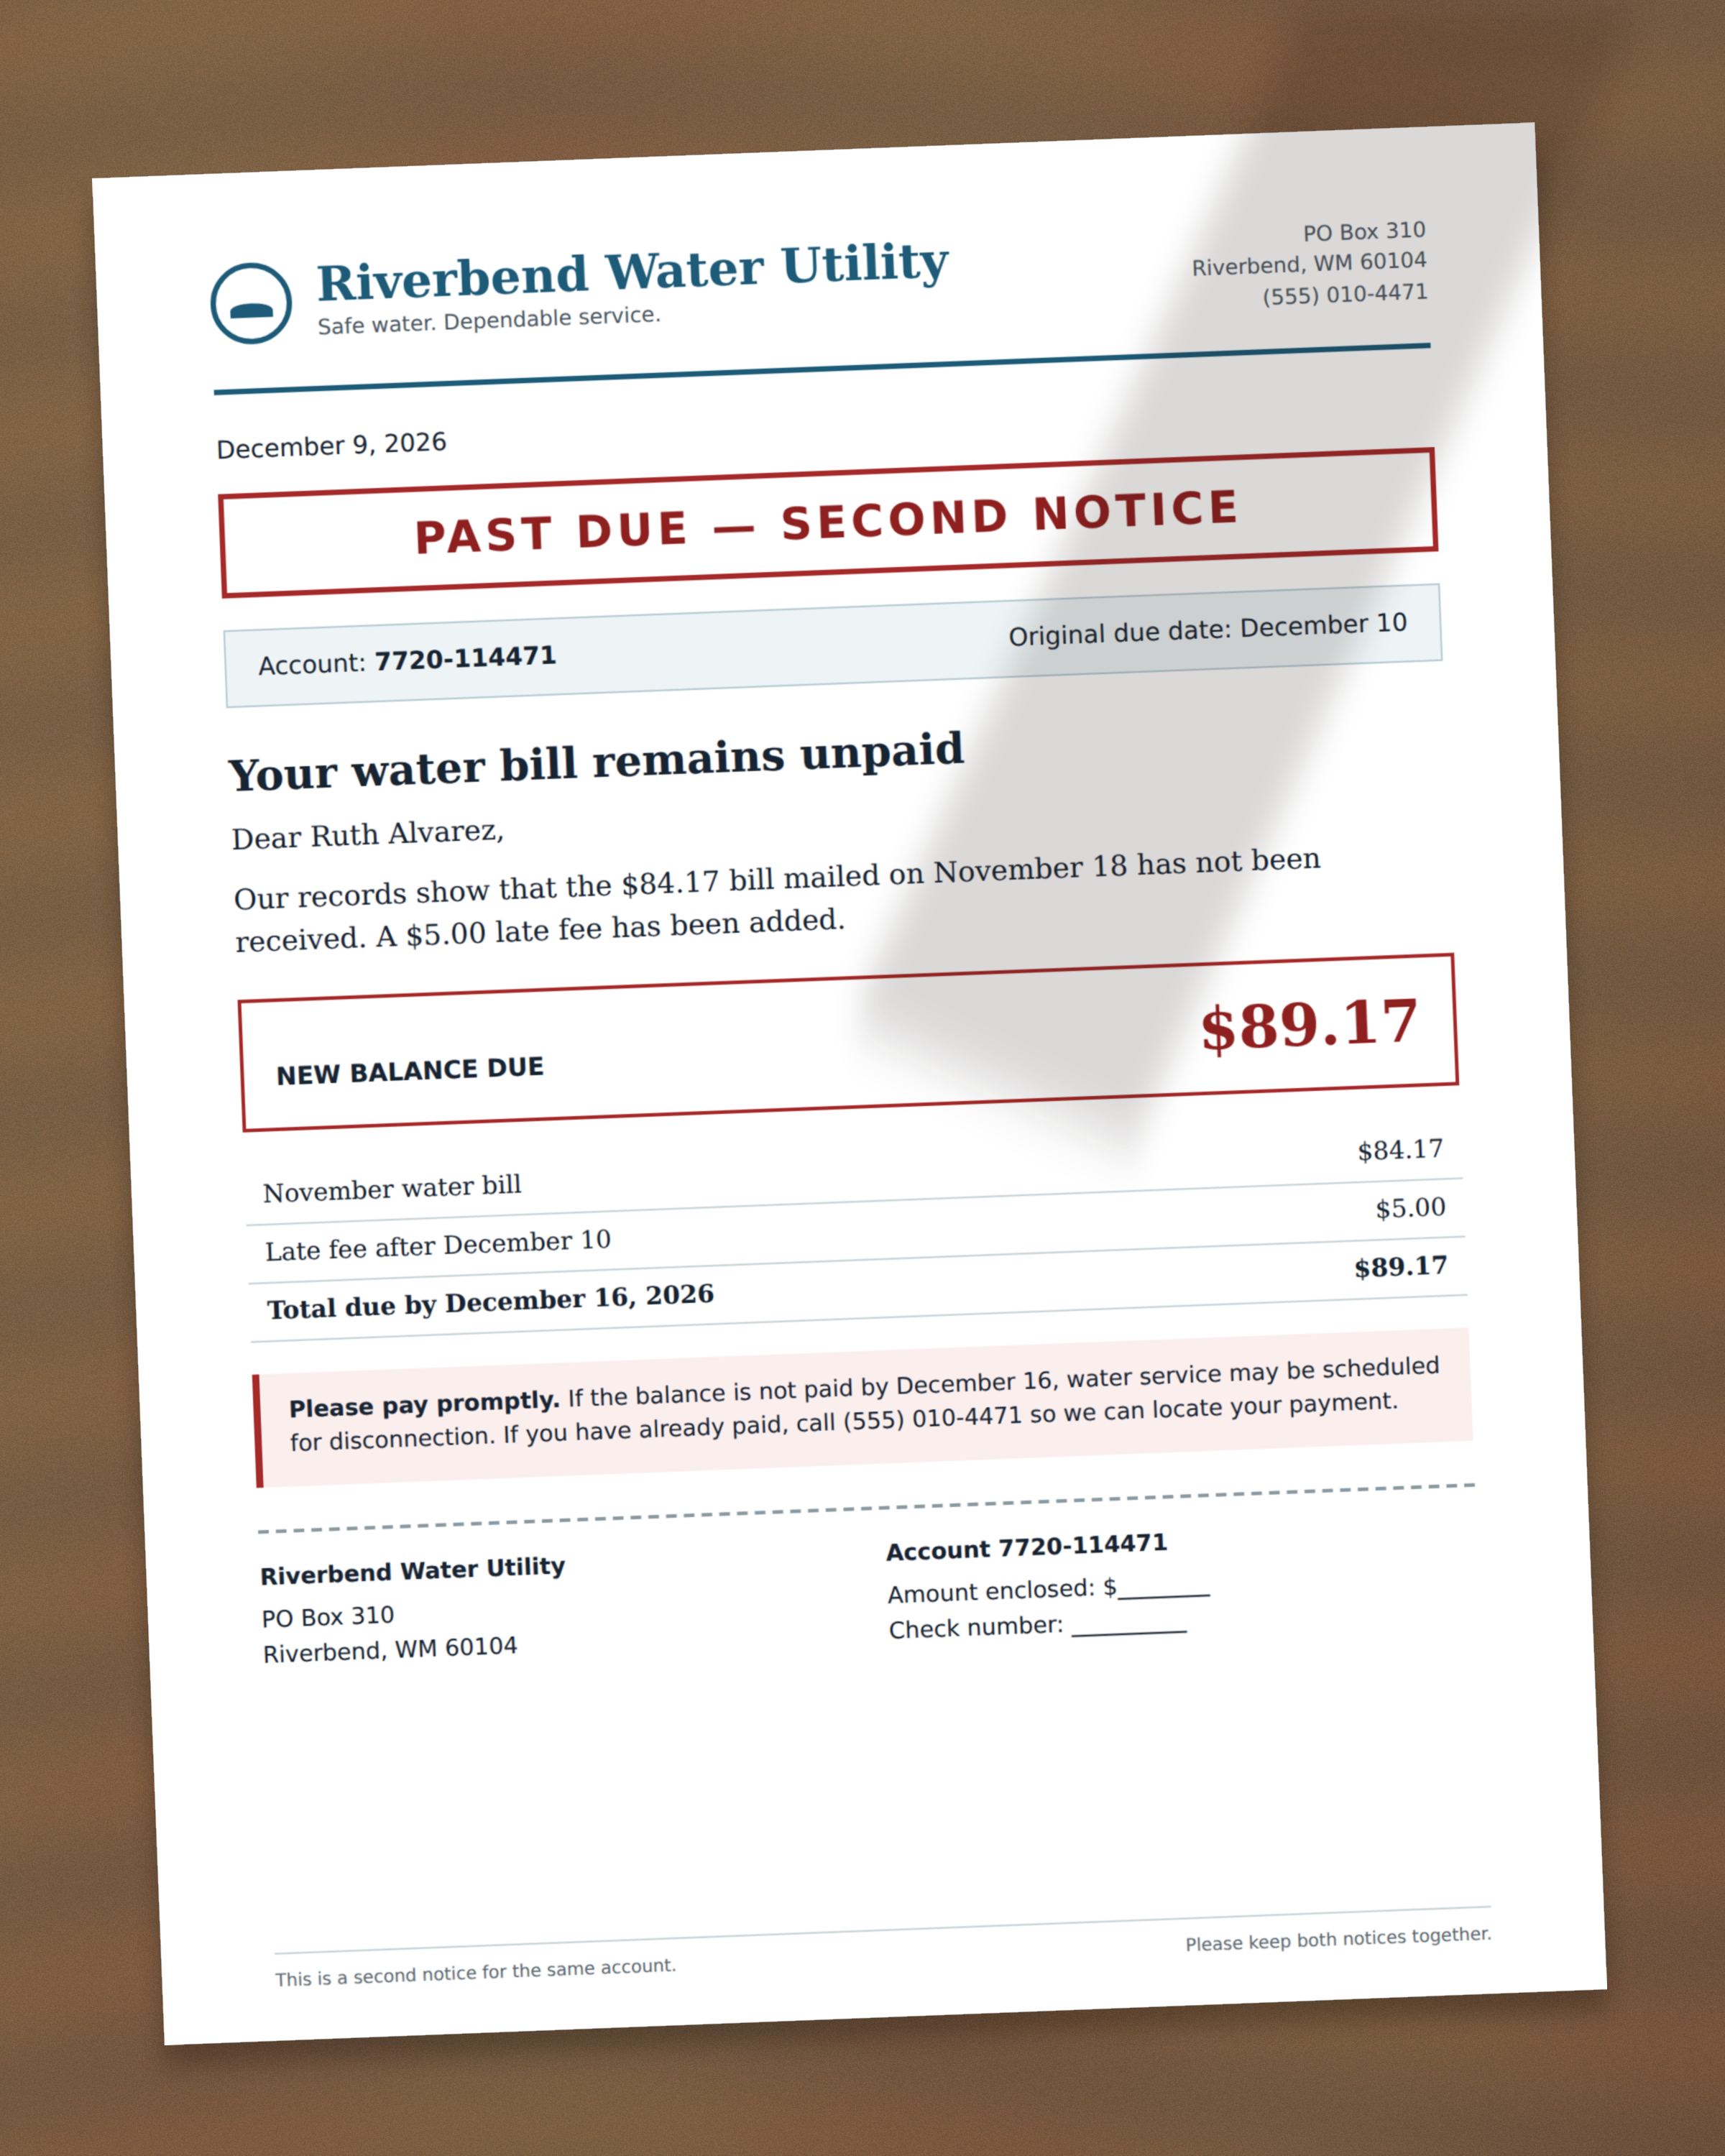 Riverbend Water Utility
Safe water. Dependable service.
PO Box 310
Riverbend, WM 60104
(555) 010-4471
December 9, 2026
PAST DUE — SECOND NOTICE
Account: 7720-114471
Original due date: December 10
Your water bill remains unpaid
Dear Ruth Alvarez,
Our records show that the $84.17 bill mailed on November 18 has not been
received. A $5.00 late fee has been added.
NEW BALANCE DUE
$89.17
November water bill $84.17
Late fee after December 10 $5.00
Total due by December 16, 2026 $89.17
Please pay promptly. If the balance is not paid by December 16, water service may be scheduled
for disconnection. If you have already paid, call (555) 010-4471 so we can locate your payment.
Riverbend Water Utility
PO Box 310
Riverbend, WM 60104
Account 7720-114471
Amount enclosed: $________
Check number: __________
This is a second notice for the same account.
Please keep both notices together.